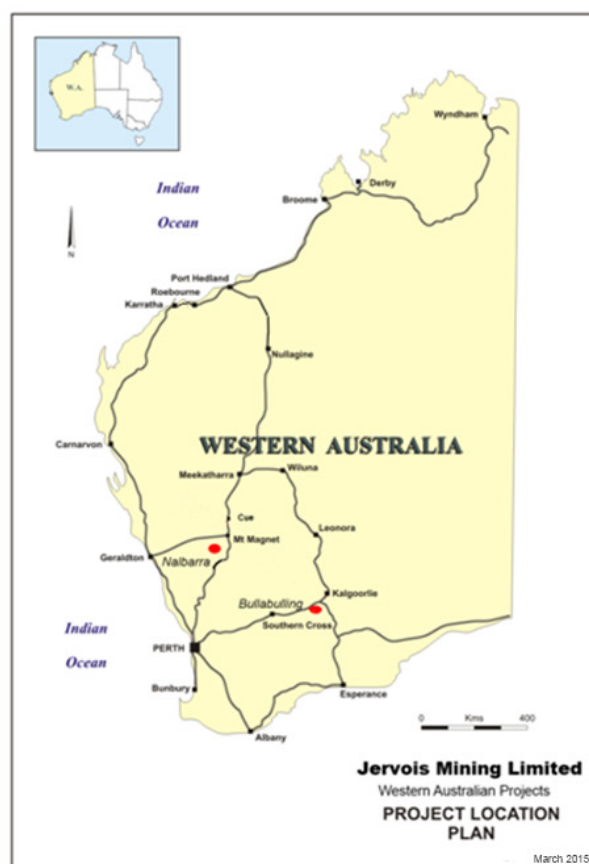 W.A.
Wyndham
Indian
Ocean
Derby
Broome
N
Port Hedland
Roebourne
Karratha
Nullagine
Carnarvon
WESTERN AUSTRALIA
Meekatharra
Wiluna
Cue
Leonora
Mt Magnet
Geraldton
Nalbarra
Kalgoorlie
Bullabulling
Southern Cross
Indian
Ocean
PERTH
Bunbury
Esperance
Albany
0 Kms 400
Jervois Mining Limited
Western Australian Projects
PROJECT LOCATION
PLAN
March 2015